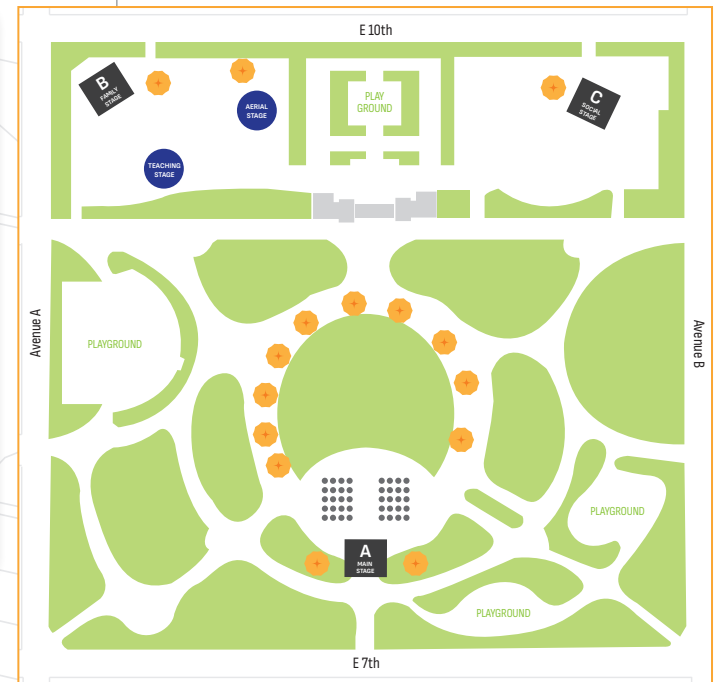 E 10th
B
FAMILY
STAGE
AERIAL
STAGE
PLAY
GROUND
C
SOCIAL
STAGE
TEACHING
STAGE
Avenue A
PLAYGROUND
Avenue B
PLAYGROUND
A
MAIN
STAGE
PLAYGROUND
E 7th